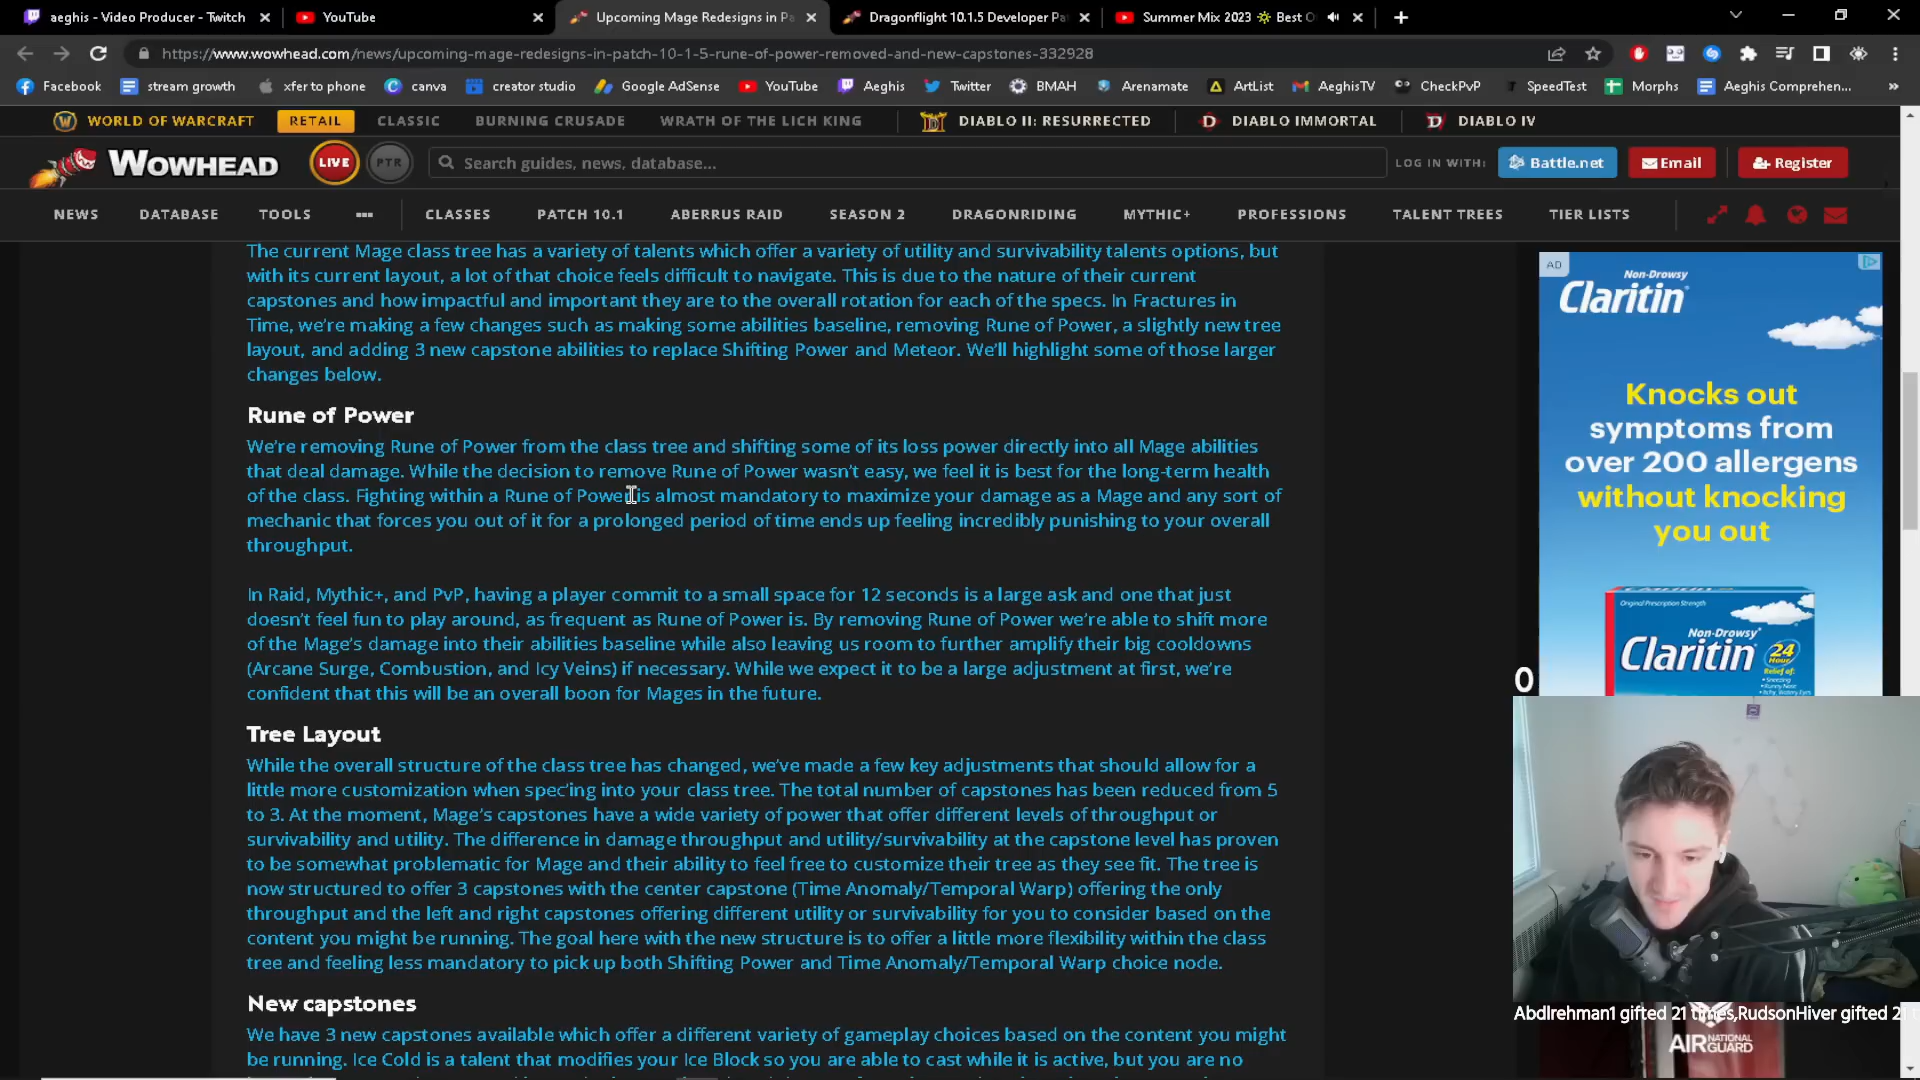 aeghis - Video Producer - Twitch
YouTube
Upcoming Mage Redesigns in Pa
Dragonflight 10.1.5 Developer Pa
Summer Mix 2023 ☀ Best O
https://www.wowhead.com/news/upcoming-mage-redesigns-in-patch-10-1-5-rune-of-power-removed-and-new-capstones-332928
Facebook stream growth xfer to phone canva creator studio Google AdSense YouTube Aeghis Twitter BMAH Arenamate ArtList AeghisTV CheckPvP SpeedTest Morphs Aeghis Comprehen... »
WORLD OF WARCRAFT RETAIL CLASSIC BURNING CRUSADE WRATH OF THE LICH KING DIABLO II: RESURRECTED DIABLO IMMORTAL DIABLO IV
WOWHEAD LIVE PTR Search guides, news, database... LOG IN WITH: Battle.net Email Register
NEWS DATABASE TOOLS ••• CLASSES PATCH 10.1 ABERRUS RAID SEASON 2 DRAGONRIDING MYTHIC+ PROFESSIONS TALENT TREES TIER LISTS
The current Mage class tree has a variety of talents which offer a variety of utility and survivability talents options, but
with its current layout, a lot of that choice feels difficult to navigate. This is due to the nature of their current
capstones and how impactful and important they are to the overall rotation for each of the specs. In Fractures in
Time, we're making a few changes such as making some abilities baseline, removing Rune of Power, a slightly new tree
layout, and adding 3 new capstone abilities to replace Shifting Power and Meteor. We'll highlight some of those larger
changes below.
Rune of Power
We're removing Rune of Power from the class tree and shifting some of its loss power directly into all Mage abilities
that deal damage. While the decision to remove Rune of Power wasn't easy, we feel it is best for the long-term health
of the class. Fighting within a Rune of Power is almost mandatory to maximize your damage as a Mage and any sort of
mechanic that forces you out of it for a prolonged period of time ends up feeling incredibly punishing to your overall
throughput.
In Raid, Mythic+, and PvP, having a player commit to a small space for 12 seconds is a large ask and one that just
doesn't feel fun to play around, as frequent as Rune of Power is. By removing Rune of Power we're able to shift more
of the Mage's damage into their abilities baseline while also leaving us room to further amplify their big cooldowns
(Arcane Surge, Combustion, and Icy Veins) if necessary. While we expect it to be a large adjustment at first, we're
confident that this will be an overall boon for Mages in the future.
Tree Layout
While the overall structure of the class tree has changed, we've made a few key adjustments that should allow for a
little more customization when spec'ing into your class tree. The total number of capstones has been reduced from 5
to 3. At the moment, Mage's capstones have a wide variety of power that offer different levels of throughput or
survivability and utility. The difference in damage throughput and utility/survivability at the capstone level has proven
to be somewhat problematic for Mage and their ability to feel free to customize their tree as they see fit. The tree is
now structured to offer 3 capstones with the center capstone (Time Anomaly/Temporal Warp) offering the only
throughput and the left and right capstones offering different utility or survivability for you to consider based on the
content you might be running. The goal here with the new structure is to offer a little more flexibility within the class
tree and feeling less mandatory to pick up both Shifting Power and Time Anomaly/Temporal Warp choice node.
New capstones
We have 3 new capstones available which offer a different variety of gameplay choices based on the content you might
be running. Ice Cold is a talent that modifies your Ice Block so you are able to cast while it is active, but you are no
AD
Non-Drowsy
Claritin
Knocks out
symptoms from
over 200 allergens
without knocking
you out
Original Prescription Strength
Non-Drowsy
Claritin 24
Hour
Relief of:
0
Abdlrehman1 gifted 21 times,RudsonHiver gifted 21 t
AIR NATIONAL
GUARD